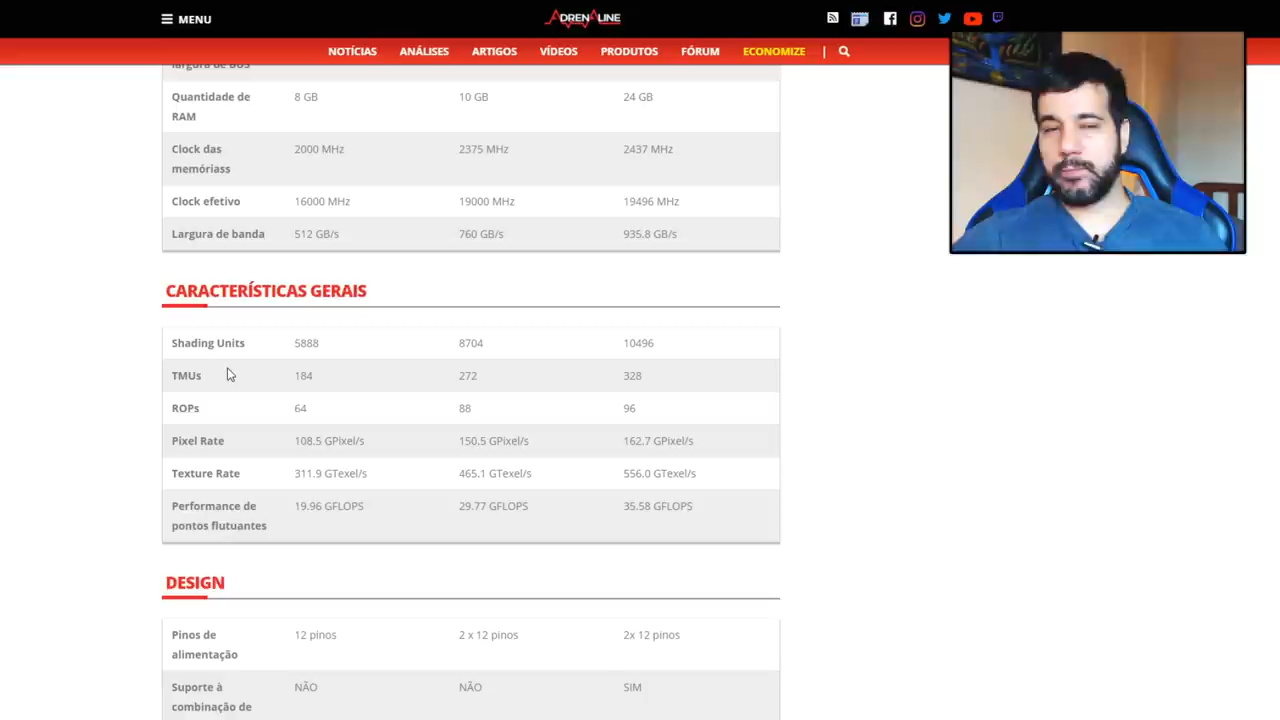 MENU
ADRENALINE
NOTÍCIAS ANÁLISES ARTIGOS VÍDEOS PRODUTOS FÓRUM ECONOMIZE
largura de BUS
Quantidade de RAM 8 GB 10 GB 24 GB
Clock das memóriass 2000 MHz 2375 MHz 2437 MHz
Clock efetivo 16000 MHz 19000 MHz 19496 MHz
Largura de banda 512 GB/s 760 GB/s 935.8 GB/s
CARACTERÍSTICAS GERAIS
Shading Units 5888 8704 10496
TMUs 184 272 328
ROPs 64 88 96
Pixel Rate 108.5 GPixel/s 150.5 GPixel/s 162.7 GPixel/s
Texture Rate 311.9 GTexel/s 465.1 GTexel/s 556.0 GTexel/s
Performance de pontos flutuantes 19.96 GFLOPS 29.77 GFLOPS 35.58 GFLOPS
DESIGN
Pinos de alimentação 12 pinos 2 x 12 pinos 2x 12 pinos
Suporte à combinação de NÃO NÃO SIM